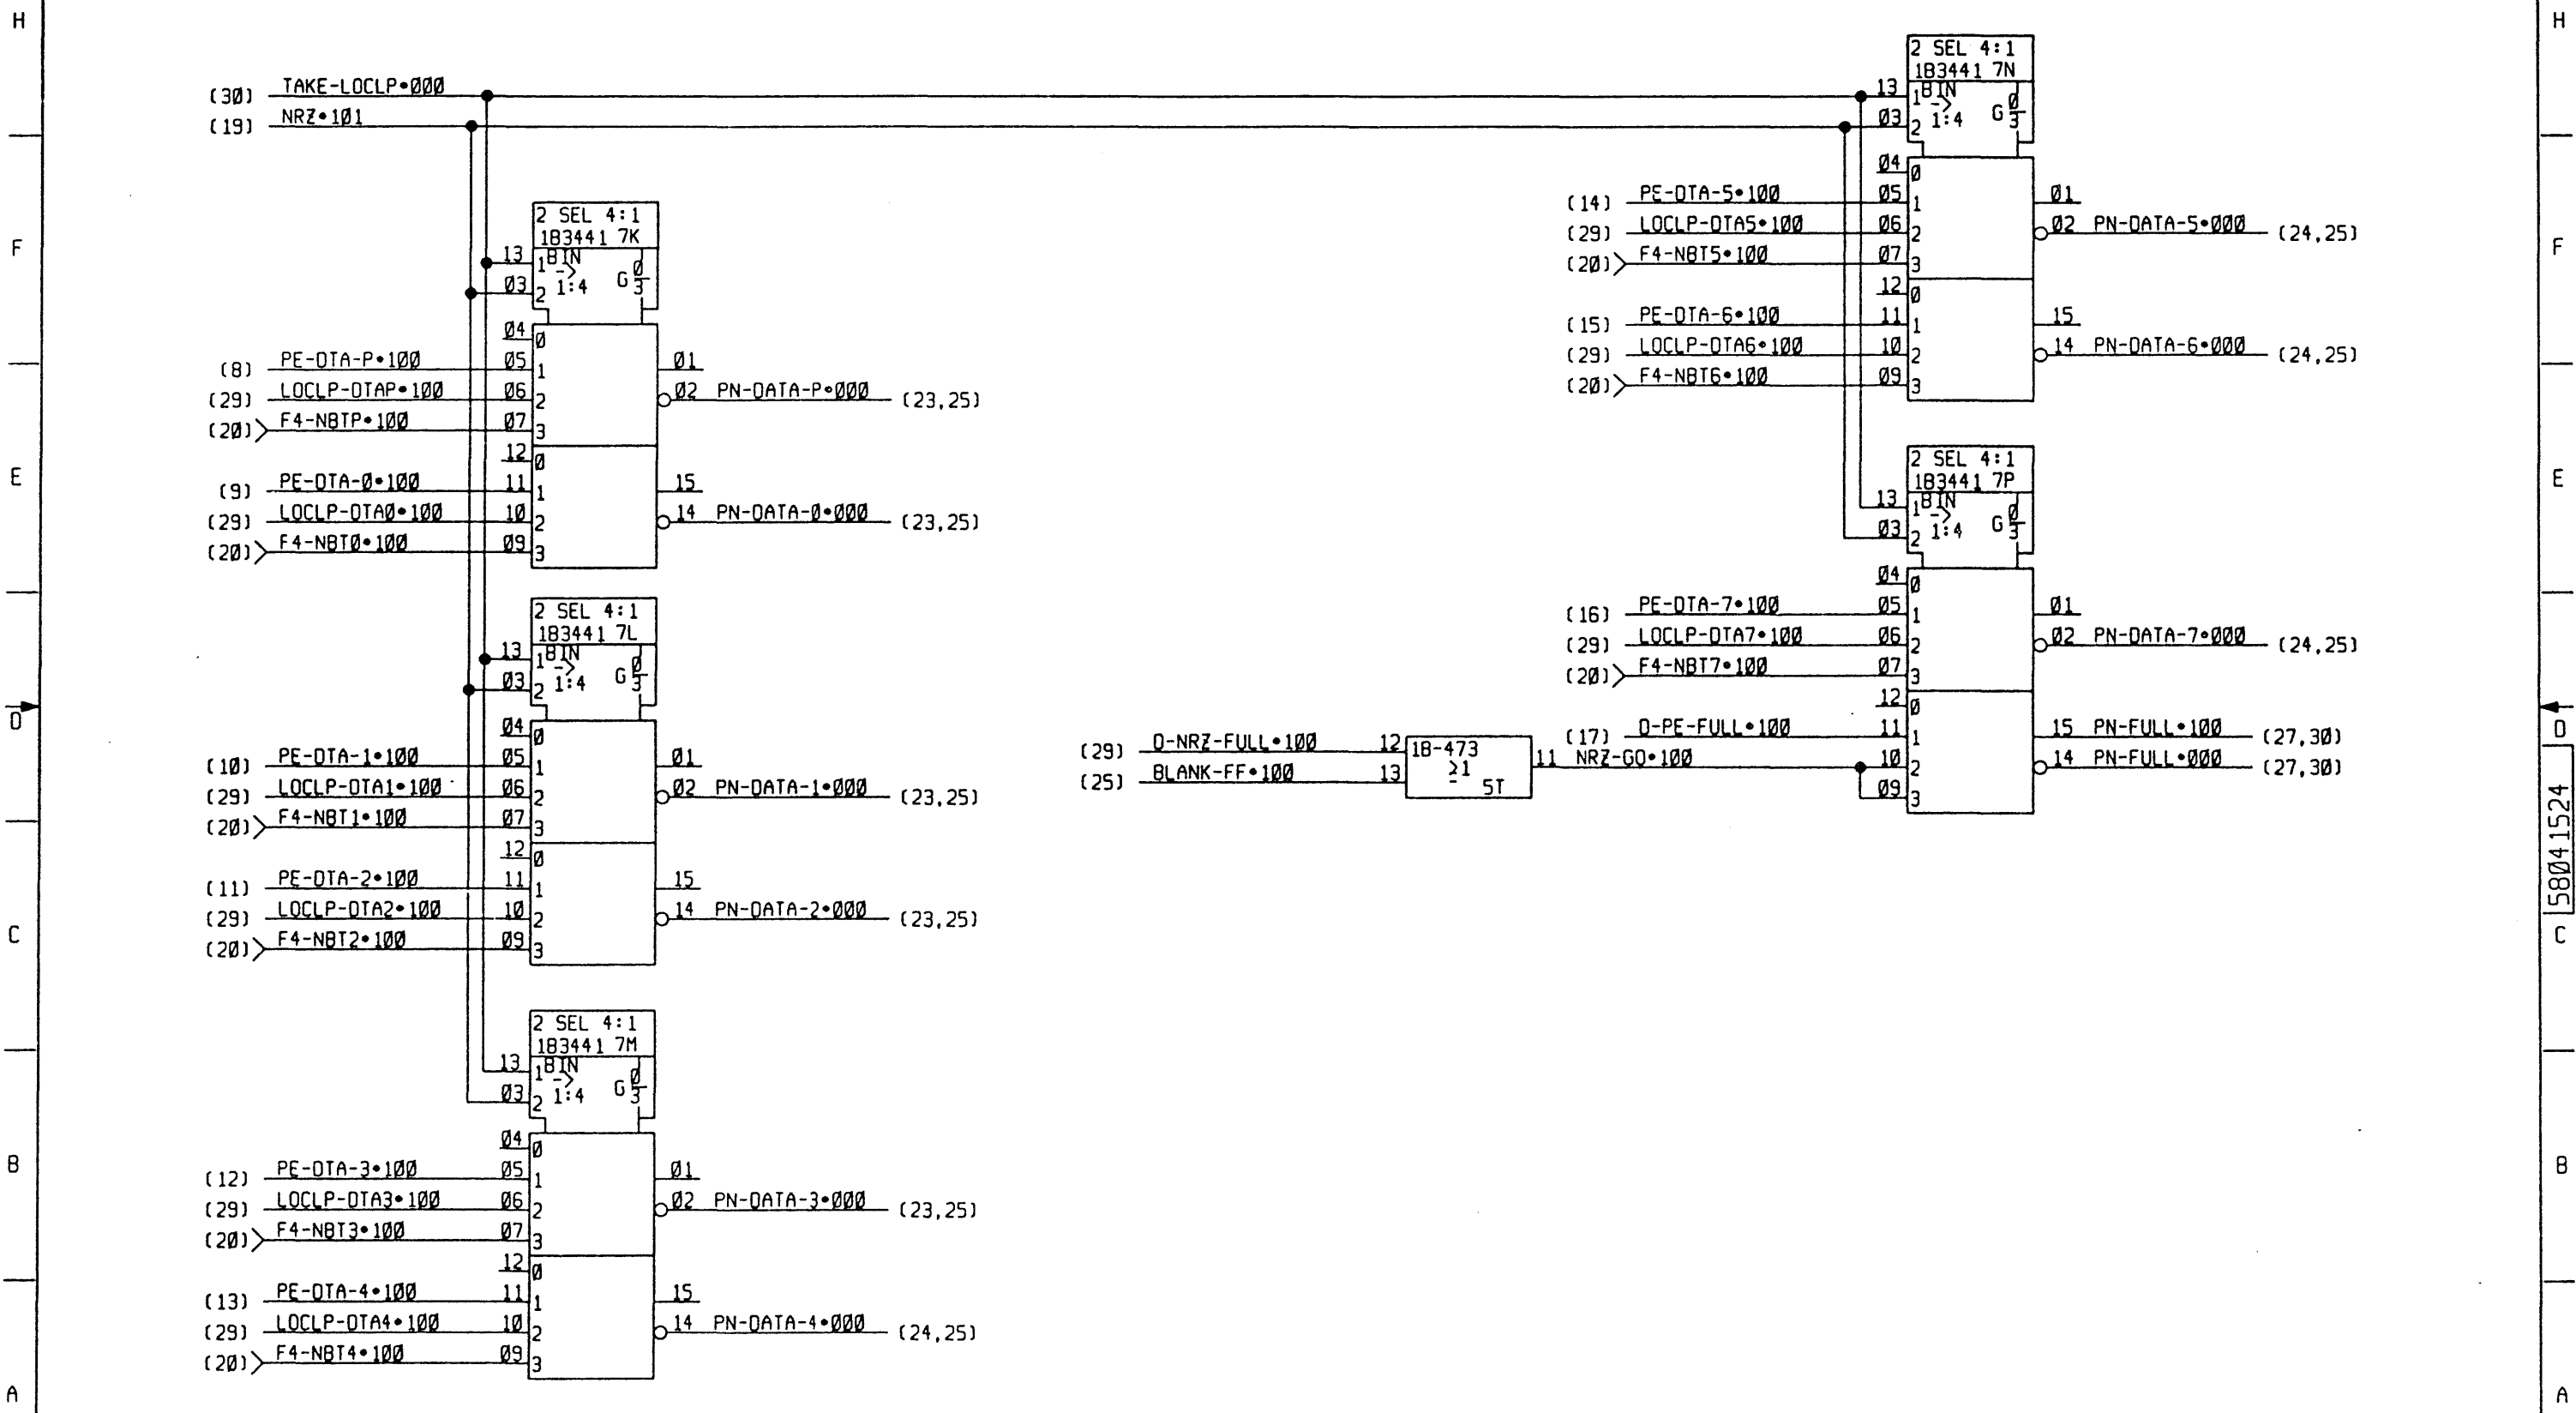 H
H
2 SEL 4:1
1B3441 7N
(30) TAKE-LOCLP•000
13 1 BIN -> 1:4 G 0/3
(19) NRZ•101
03 2
04 0
(14) PE-DTA-5•100 05 1 01
(29) LOCLP-DTA5•100 06 2 02 PN-DATA-5•000 (24,25)
(20) F4-NBT5•100 07 3
12 0
(15) PE-DTA-6•100 11 1 15
(29) LOCLP-DTA6•100 10 2 14 PN-DATA-6•000 (24,25)
(20) F4-NBT6•100 09 3
F
F
2 SEL 4:1
1B3441 7K
13 1 BIN -> 1:4 G 0/3
03 2
04 0
(8) PE-DTA-P•100 05 1 01
(29) LOCLP-DTAP•100 06 2 02 PN-DATA-P•000 (23,25)
(20) F4-NBTP•100 07 3
12 0
(9) PE-DTA-0•100 11 1 15
(29) LOCLP-DTA0•100 10 2 14 PN-DATA-0•000 (23,25)
(20) F4-NBT0•100 09 3
E
E
2 SEL 4:1
1B3441 7P
13 1 BIN -> 1:4 G 0/3
03 2
04 0
(16) PE-DTA-7•100 05 1 01
(29) LOCLP-DTA7•100 06 2 02 PN-DATA-7•000 (24,25)
(20) F4-NBT7•100 07 3
12 0
(17) D-PE-FULL•100 11 1 15 PN-FULL•100 (27,30)
(29) D-NRZ-FULL•100 12 1B-473 ≥1 5T 11 NRZ-GO•100 10 2 14 PN-FULL•000 (27,30)
(25) BLANK-FF•100 13
09 3
2 SEL 4:1
1B3441 7L
13 1 BIN -> 1:4 G 0/3
03 2
D
D
04 0
(10) PE-DTA-1•100 05 1 01
(29) LOCLP-DTA1•100 06 2 02 PN-DATA-1•000 (23,25)
(20) F4-NBT1•100 07 3
12 0
(11) PE-DTA-2•100 11 1 15
(29) LOCLP-DTA2•100 10 2 14 PN-DATA-2•000 (23,25)
(20) F4-NBT2•100 09 3
58041524
C
C
2 SEL 4:1
1B3441 7M
13 1 BIN -> 1:4 G 0/3
03 2
04 0
(12) PE-DTA-3•100 05 1 01
(29) LOCLP-DTA3•100 06 2 02 PN-DATA-3•000 (23,25)
(20) F4-NBT3•100 07 3
12 0
(13) PE-DTA-4•100 11 1 15
(29) LOCLP-DTA4•100 10 2 14 PN-DATA-4•000 (24,25)
(20) F4-NBT4•100 09 3
B
B
A
A